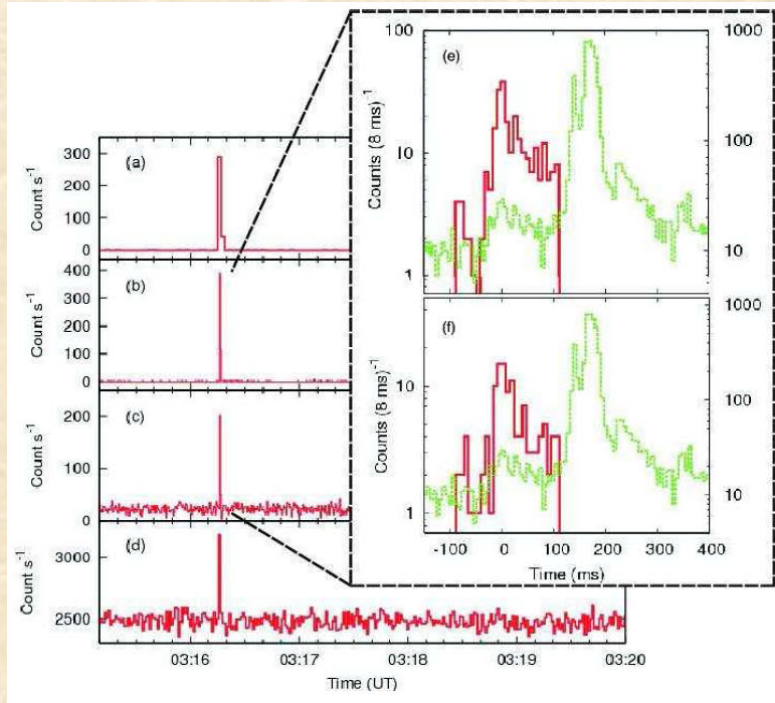 (a)
300
200
100
0
Count s⁻¹
(b)
400
300
200
100
0
Count s⁻¹
(c)
200
100
0
Count s⁻¹
(d)
3000
2500
Count s⁻¹
03:16 03:17 03:18 03:19 03:20
Time (UT)
(e)
100
10
1
Counts (8 ms)⁻¹
1000
100
10
(f)
10
1
Counts (8 ms)⁻¹
1000
100
10
-100 0 100 200 300 400
Time (ms)